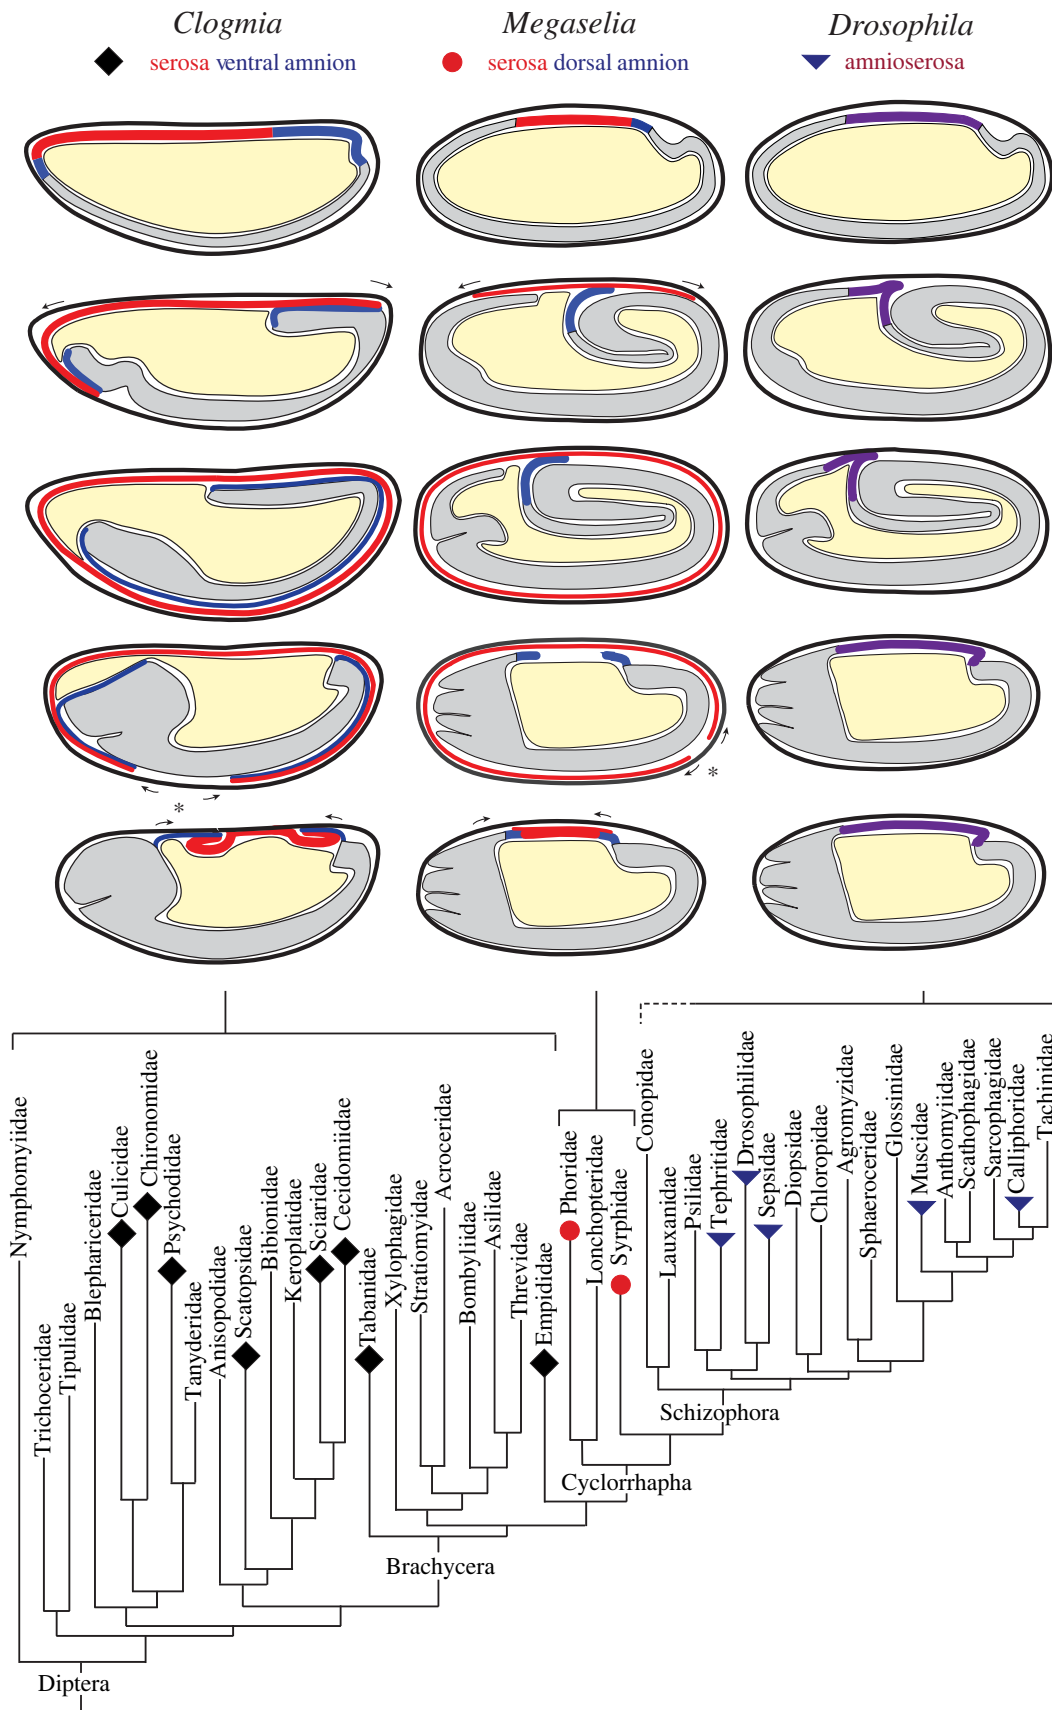 Clogmia Megaselia Drosophila
serosa ventral amnion serosa dorsal amnion amnioserosa
*
*
Nymphomyiidae
Trichoceridae
Tipulidae
Blephariceridae
Culicidae
Chironomidae
Psychodidae
Tanyderidae
Anisopodidae
Scatopsidae
Bibionidae
Keroplatidae
Sciaridae
Cecidomiidae
Tabanidae
Xylophagidae
Stratiomyidae
Acroceridae
Bombyliidae
Asilidae
Threvidae
Empididae
Phoridae
Lonchopteridae
Syrphidae
Conopidae
Lauxanidae
Psilidae
Tephritidae
Drosophilidae
Sepsidae
Diopsidae
Chloropidae
Agromyzidae
Sphaeroceridae
Glossinidae
Muscidae
Anthomyiidae
Scathophagidae
Sarcophagidae
Calliphoridae
Tachinidae
Schizophora
Cyclorrhapha
Brachycera
Diptera